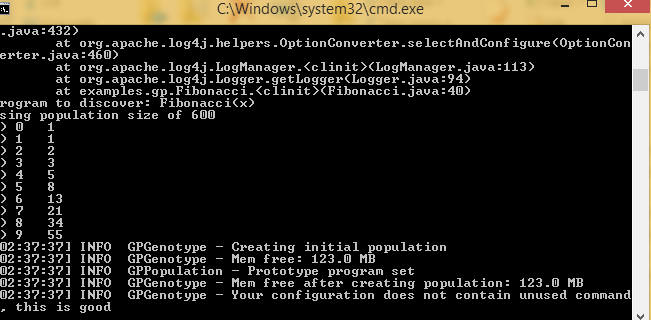 C:\Windows\system32\cmd.exe
.java:432)
at org.apache.log4j.helpers.OptionConverter.selectAndConfigure(OptionCon
erter.java:460)
at org.apache.log4j.LogManager.<clinit>(LogManager.java:113)
at org.apache.log4j.Logger.getLogger(Logger.java:94)
at examples.gp.Fibonacci.<clinit>(Fibonacci.java:40)
rogram to discover: Fibonacci(x)
sing population size of 600
) 0 1
) 1 1
) 2 2
) 3 3
) 4 5
) 5 8
) 6 13
) 7 21
) 8 34
) 9 55
02:37:37] INFO GPGenotype - Creating initial population
02:37:37] INFO GPGenotype - Mem free: 123.0 MB
02:37:37] INFO GPPopulation - Prototype program set
02:37:37] INFO GPGenotype - Mem free after creating population: 123.0 MB
02:37:37] INFO GPGenotype - Your configuration does not contain unused command
, this is good